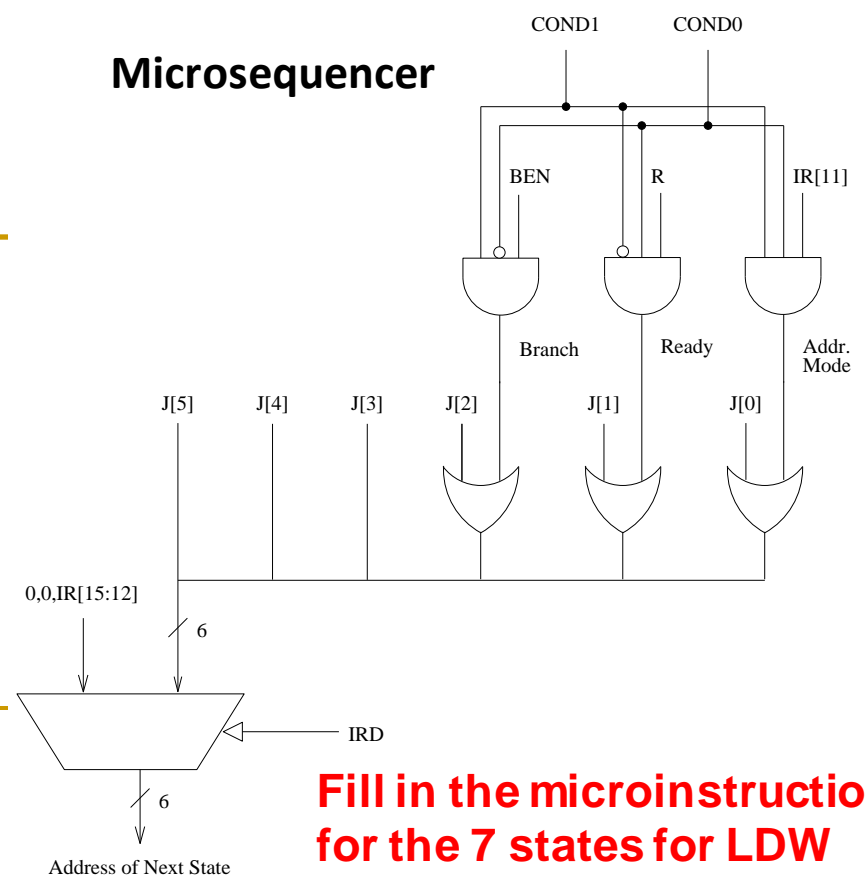 COND1 COND0
Microsequencer
BEN R IR[11]
Branch Ready Addr.
Mode
J[5] J[4] J[3] J[2] J[1] J[0]
0,0,IR[15:12]
6
IRD
6
Fill in the microinstructio
for the 7 states for LDW
Address of Next State